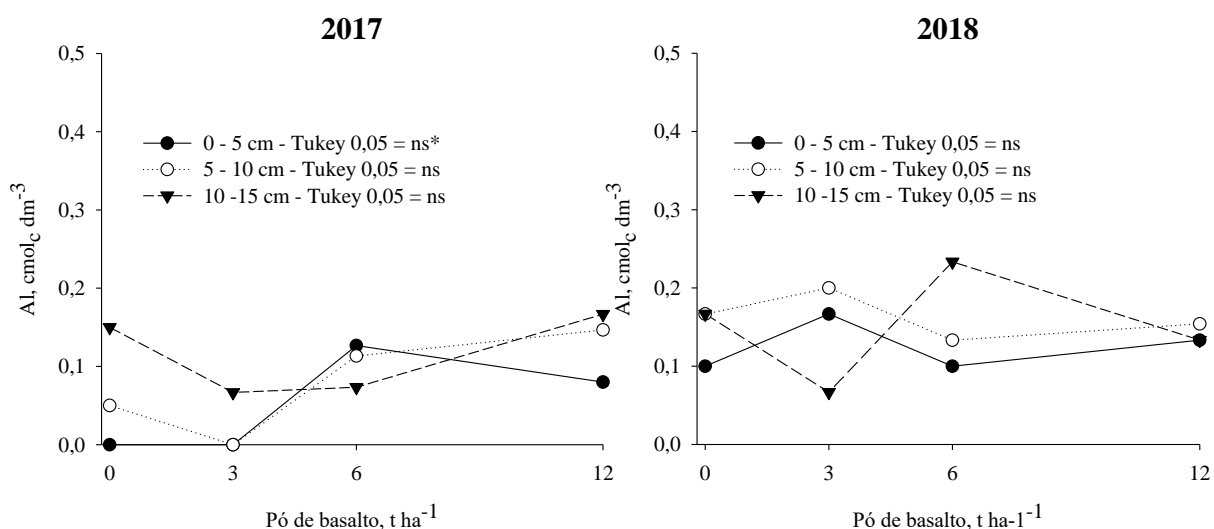 2017
0,5
0,4
0,3
0,2
0,1
0,0
Al, cmolc dm-3
0 - 5 cm - Tukey 0,05 = ns*
5 - 10 cm - Tukey 0,05 = ns
10 -15 cm - Tukey 0,05 = ns
0 3 6 12
Pó de basalto, t ha-1
2018
0,5
0,4
0,3
0,2
0,1
0,0
Al, cmolc dm-3
0 - 5 cm - Tukey 0,05 = ns
5 - 10 cm - Tukey 0,05 = ns
10 -15 cm - Tukey 0,05 = ns
0 3 6 12
Pó de basalto, t ha-1-1